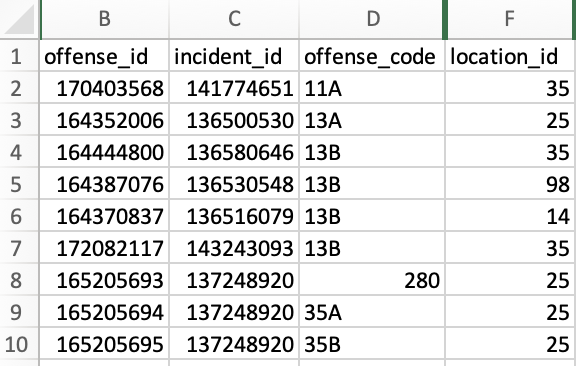 B C D F
1 offense_id incident_id offense_code location_id
2 170403568 141774651 11A 35
3 164352006 136500530 13A 25
4 164444800 136580646 13B 35
5 164387076 136530548 13B 98
6 164370837 136516079 13B 14
7 172082117 143243093 13B 35
8 165205693 137248920 280 25
9 165205694 137248920 35A 25
10 165205695 137248920 35B 25